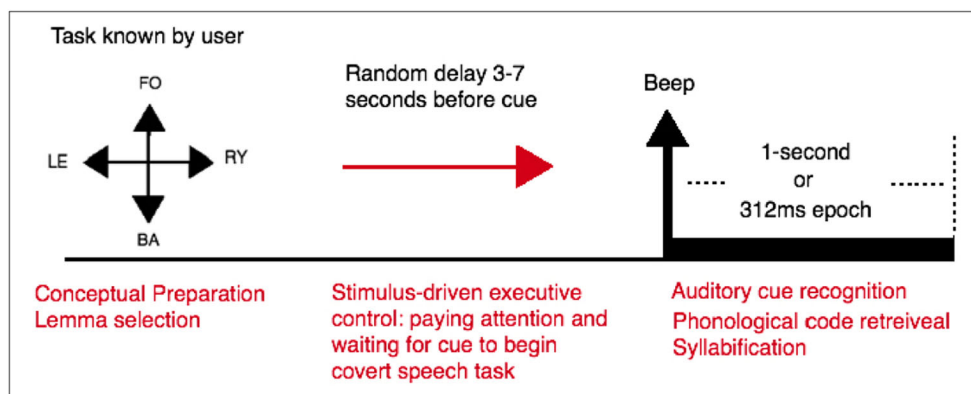 Task known by user
FO
LE
RY
BA
Random delay 3-7
seconds before cue
Beep
1-second
or
312ms epoch
Conceptual Preparation
Lemma selection
Stimulus-driven executive
control: paying attention and
waiting for cue to begin
covert speech task
Auditory cue recognition
Phonological code retreiveal
Syllabification